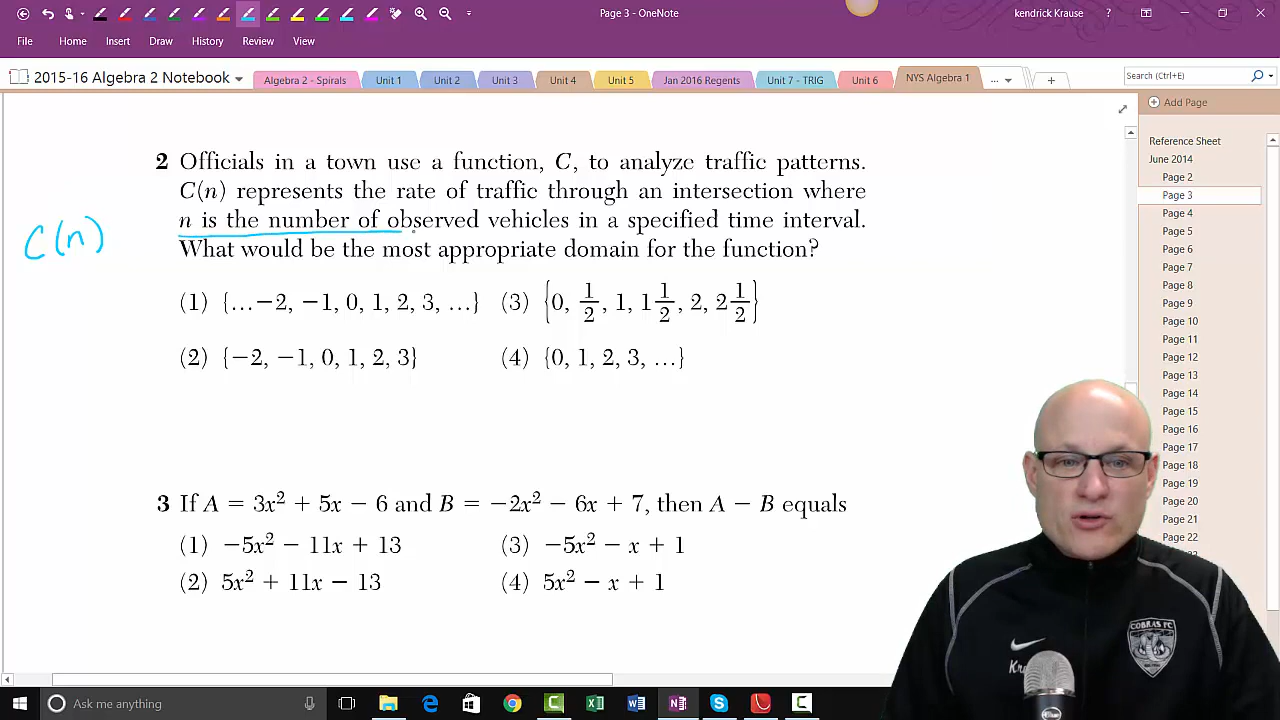 Page 3 - OneNote
kendrick Krause
?
File
Home
Insert
Draw
History
Review
View
2015-16 Algebra 2 Notebook
Algebra 2 - Spirals
Unit 1
Unit 2
Unit 3
Unit 4
Unit 5
Jan 2016 Regents
Unit 7 - TRIG
Unit 6
NYS Algebra 1
...
+
Search (Ctrl+E)
Add Page
Reference Sheet
June 2014
Page 2
Page 3
Page 4
Page 5
Page 6
Page 7
Page 8
Page 9
Page 10
Page 11
Page 12
Page 13
Page 14
Page 15
Page 16
Page 17
Page 18
Page 19
Page 20
Page 21
Page 22
2 Officials in a town use a function, C, to analyze traffic patterns.
C(n) represents the rate of traffic through an intersection where
n is the number of observed vehicles in a specified time interval.
What would be the most appropriate domain for the function?
C(n)
(1) {…−2, −1, 0, 1, 2, 3, …}
(3) {0, 1/2, 1, 1 1/2, 2, 2 1/2}
(2) {−2, −1, 0, 1, 2, 3}
(4) {0, 1, 2, 3, …}
3 If A = 3x² + 5x − 6 and B = −2x² − 6x + 7, then A − B equals
(1) −5x² − 11x + 13
(3) −5x² − x + 1
(2) 5x² + 11x − 13
(4) 5x² − x + 1
COBRAS FC
Kr
Blue
Ask me anything